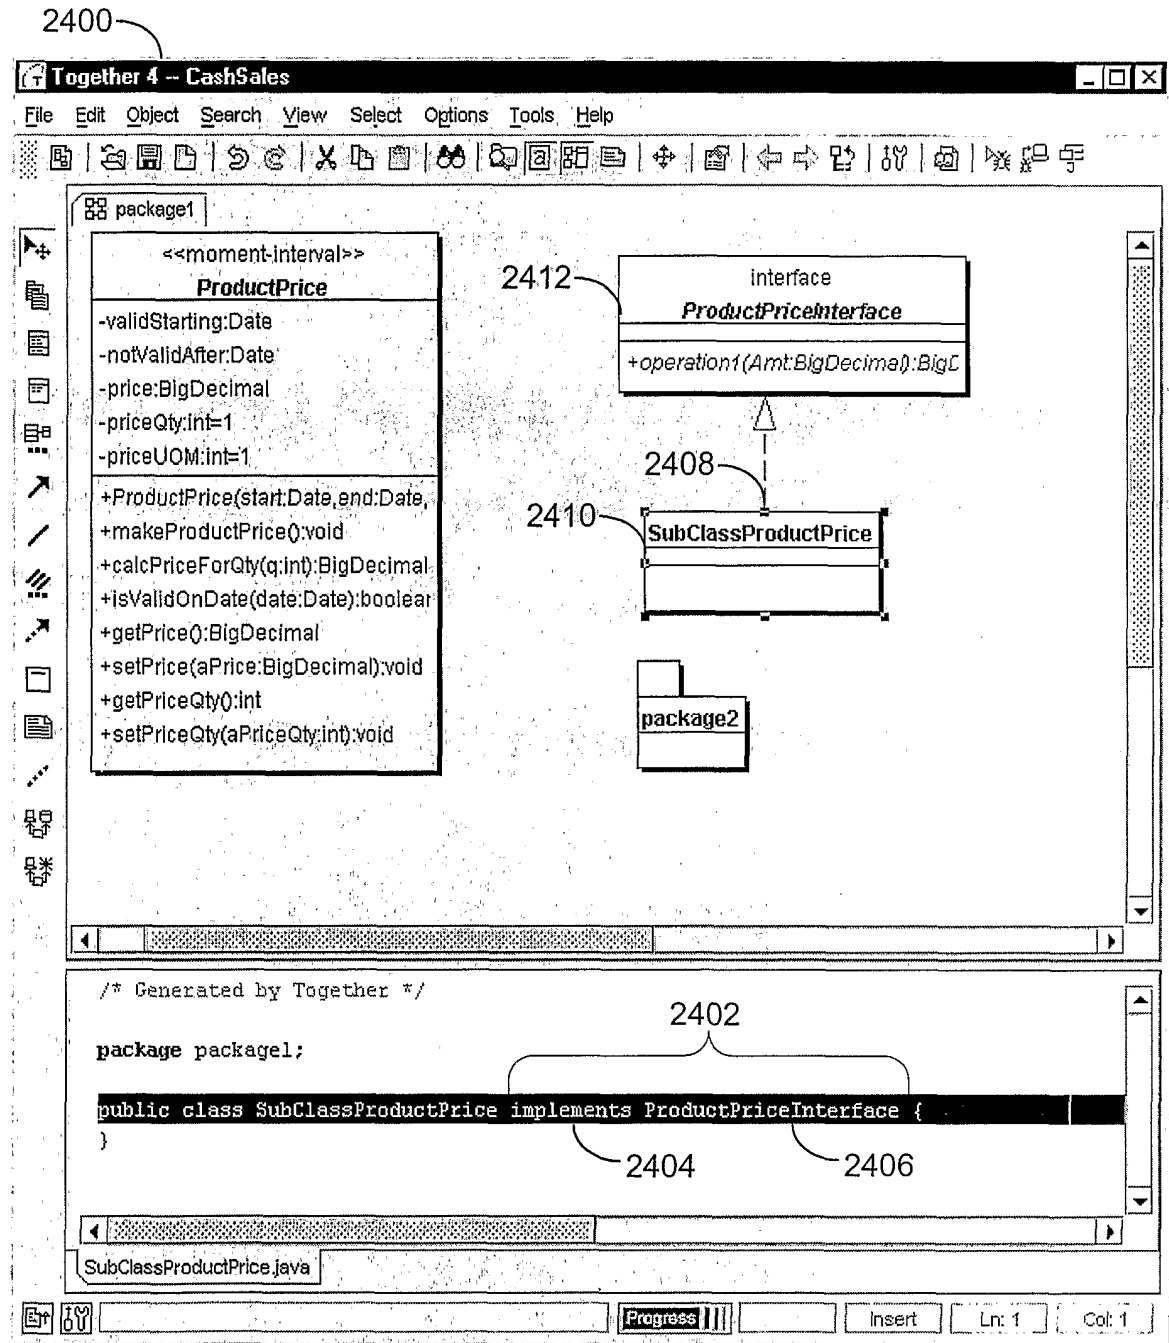 2400
Together 4 -- CashSales
File Edit Object Search View Select Options Tools Help
package1
<<moment-interval>>
ProductPrice
-validStarting:Date
-notValidAfter:Date
-price:BigDecimal
-priceQty:int=1
-priceUOM:int=1
+ProductPrice(start:Date,end:Date,
+makeProductPrice():void
+calcPriceForQty(q:int):BigDecimal
+isValidOnDate(date:Date):boolear
+getPrice():BigDecimal
+setPrice(aPrice:BigDecimal):void
+getPriceQty():int
+setPriceQty(aPriceQty:int):void
2412
interface
ProductPriceInterface
+operation1(Amt:BigDecimal):BigD
2408
2410
SubClassProductPrice
package2
/* Generated by Together */
2402
package package1;
public class SubClassProductPrice implements ProductPriceInterface {
}
2404
2406
SubClassProductPrice.java
Progress
Insert
Ln: 1
Col: 1